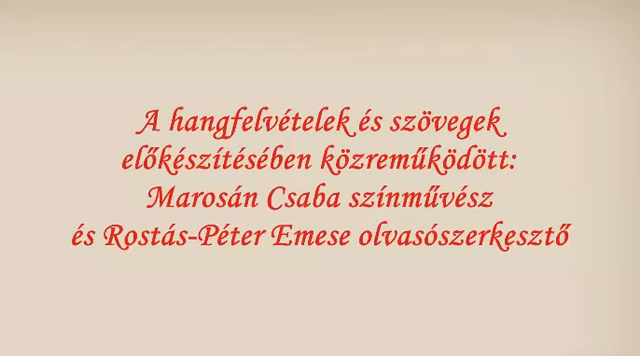 A hangfelvételek és szövegek
előkészítésében közreműködött:
Marosán Csaba színművész
és Rostás-Péter Emese olvasószerkesztő